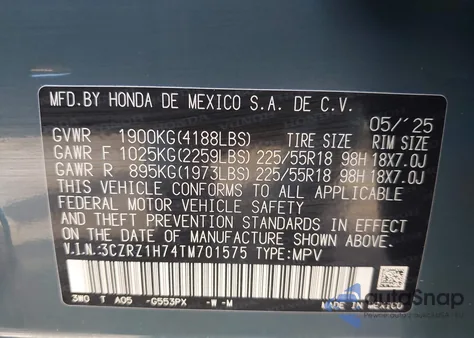 MFD.BY HONDA DE MEXICO S.A. DE C.V.
05/'25
GVWR 1900KG(4188LBS) TIRE SIZE RIM SIZE
GAWR F 1025KG(2259LBS) 225/55R18 98H 18X7.0J
GAWR R 895KG(1973LBS) 225/55R18 98H 18X7.0J
THIS VEHICLE CONFORMS TO ALL APPLICABLE
FEDERAL MOTOR VEHICLE SAFETY
AND THEFT PREVENTION STANDARDS IN EFFECT
ON THE DATE OF MANUFACTURE SHOWN ABOVE.
V.I.N:3CZRZ1H74TM701575 TYPE:MPV
3W0 T A05 -G553PX -W-M
MADE IN MEXICO
autoSnap